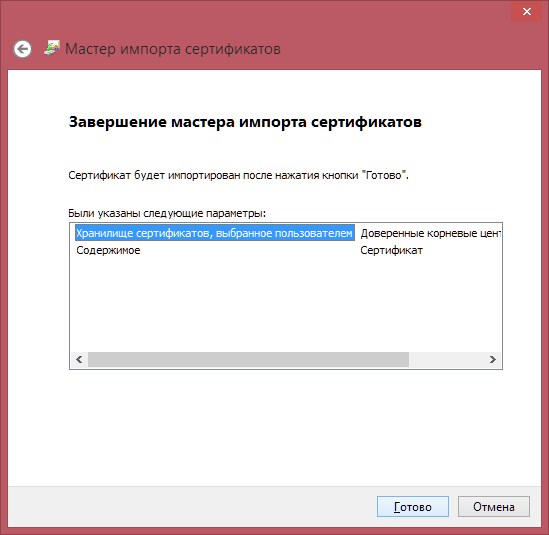 Мастер импорта сертификатов
Завершение мастера импорта сертификатов
Сертификат будет импортирован после нажатия кнопки "Готово".
Были указаны следующие параметры:
Хранилище сертификатов, выбранное пользователем Доверенные корневые цент
Содержимое Сертификат
Готово Отмена